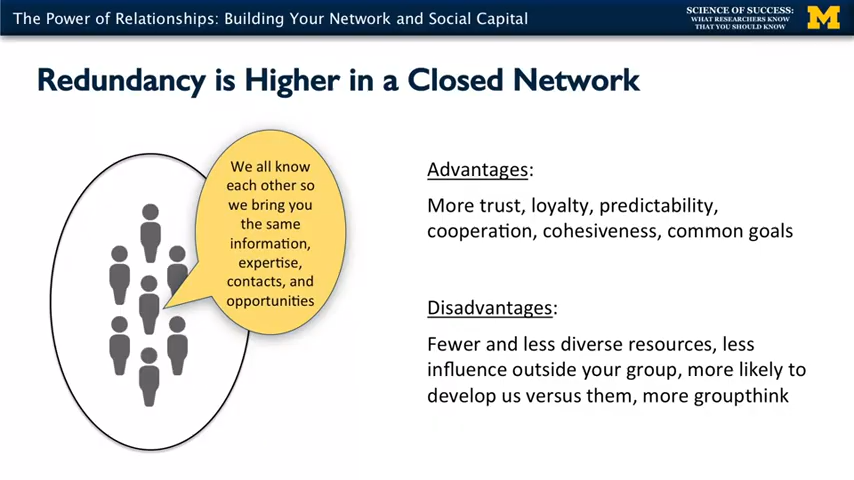 The Power of Relationships: Building Your Network and Social Capital
SCIENCE OF SUCCESS:
WHAT RESEARCHERS KNOW
THAT YOU SHOULD KNOW
M
Redundancy is Higher in a Closed Network
We all know
each other so
we bring you
the same
information,
expertise,
contacts, and
opportunities
Advantages:
More trust, loyalty, predictability,
cooperation, cohesiveness, common goals
Disadvantages:
Fewer and less diverse resources, less
influence outside your group, more likely to
develop us versus them, more groupthink